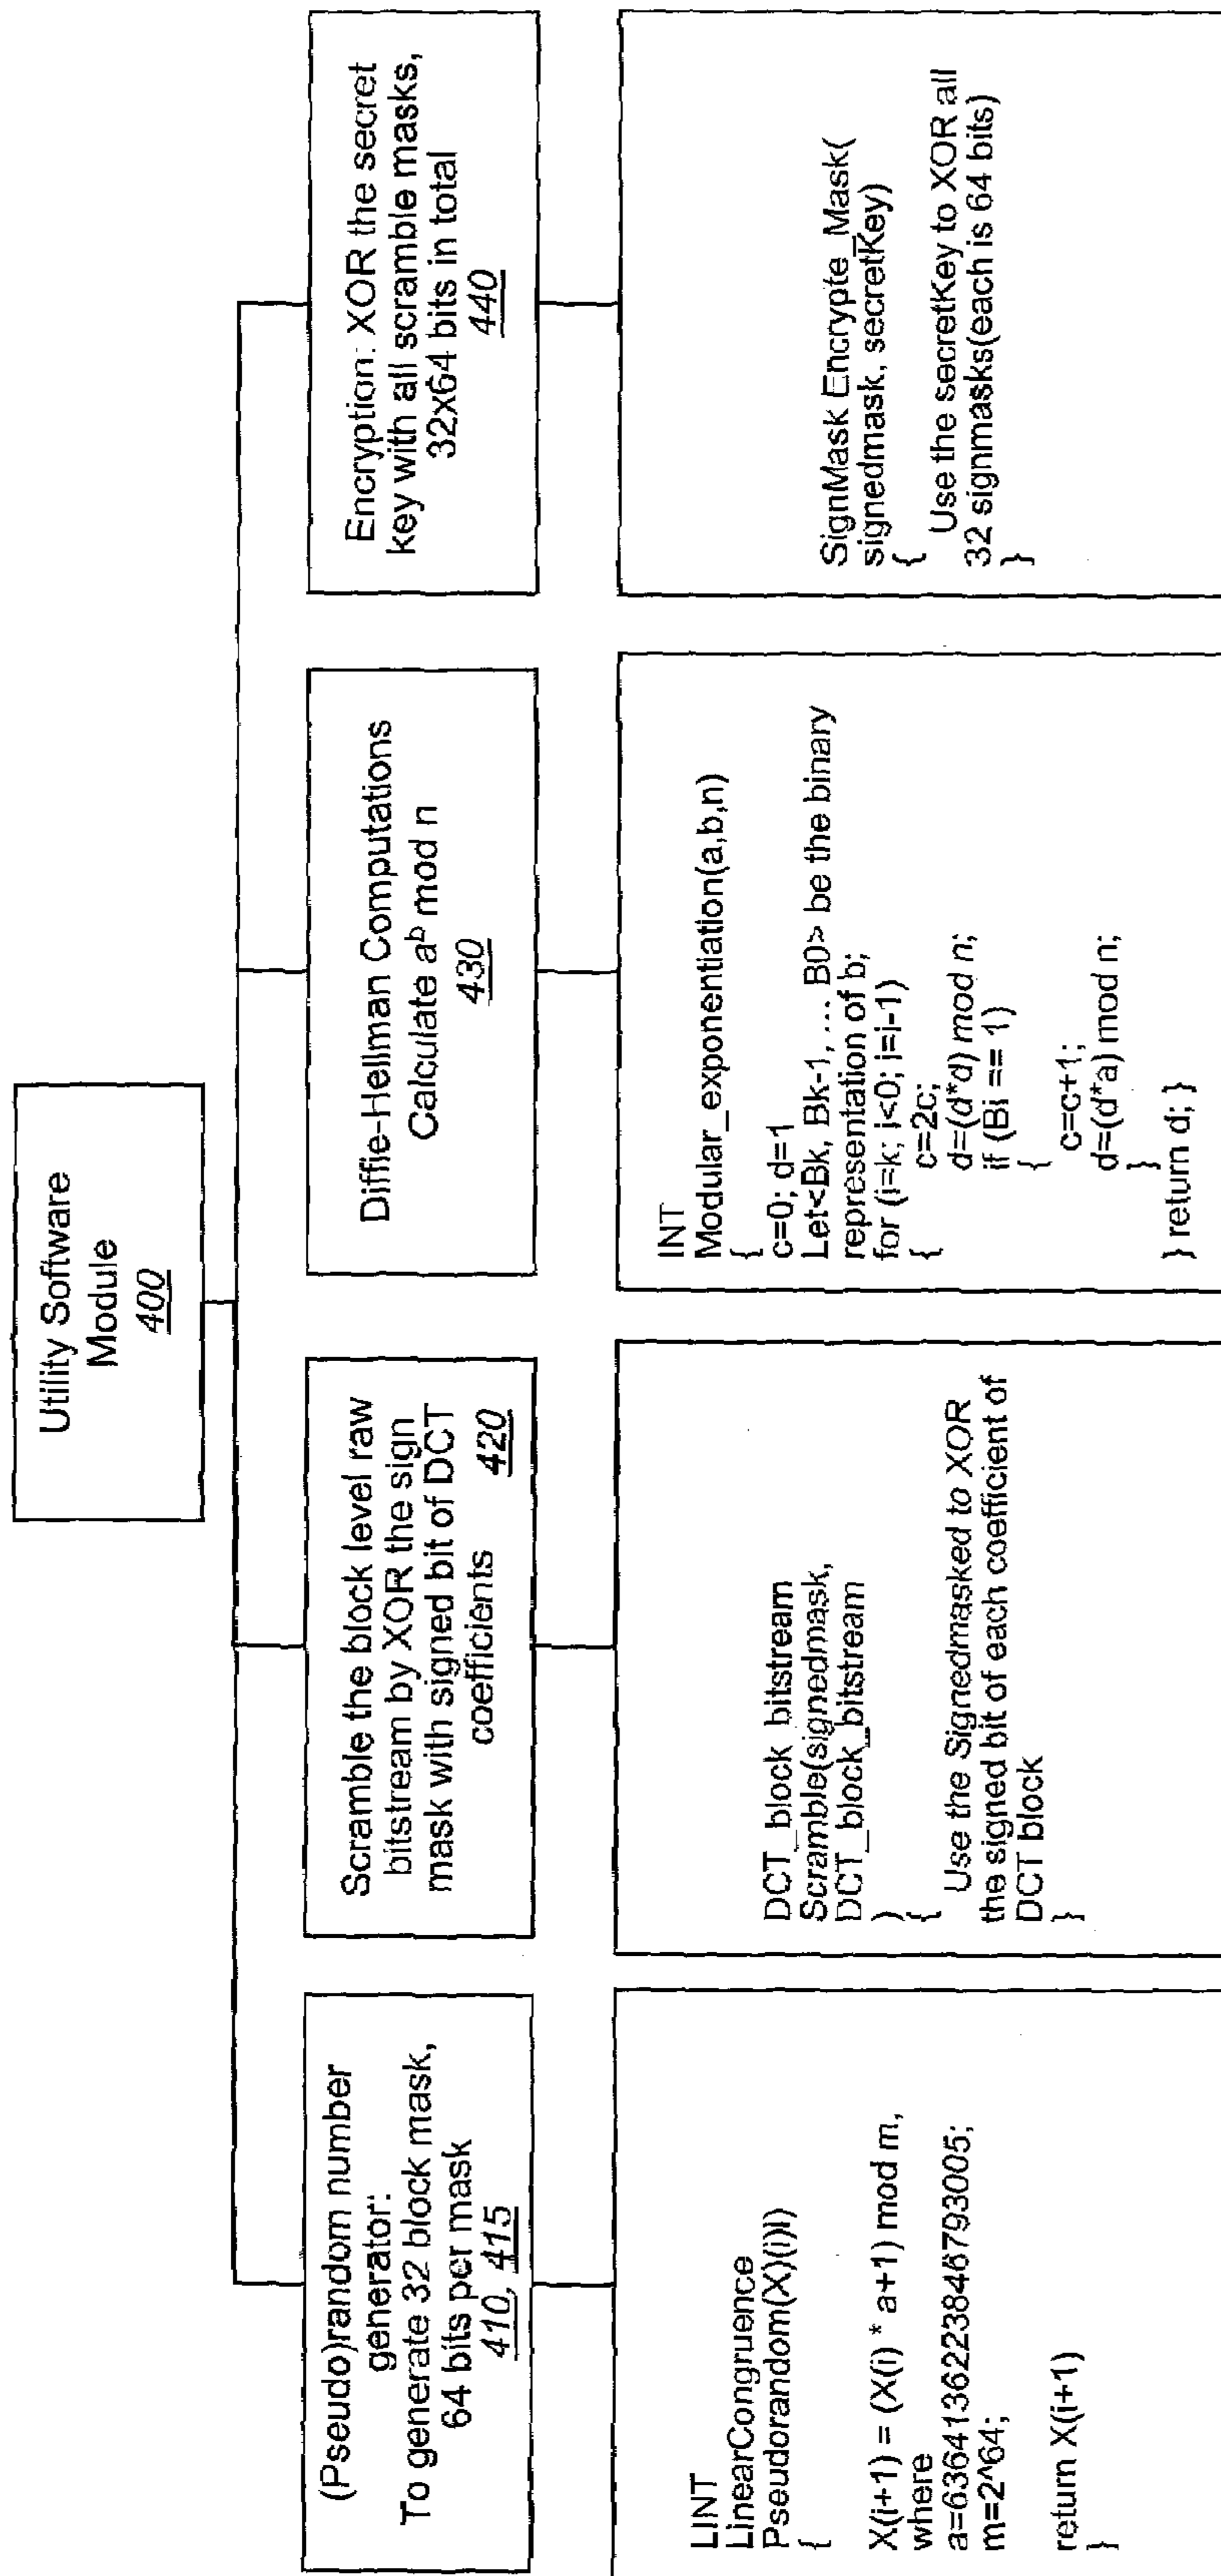 Utility Software
Module
400
(Pseudo)random number
generator:
To generate 32 block mask,
64 bits per mask
410, 415
LINT
LinearCongruence
Pseudorandom(X)(i)l)
{
X(i+1) = (X(i) * a+1) mod m,
where
a=6364136223846793005;
m=2^64;
return X(i+1)
}
Scramble the block level raw
bitstream by XOR the sign
mask with signed bit of DCT
coefficients 420
DCT_block_bitstream
Scramble(signedmask,
DCT_block_bitstream
)
{
Use the Signedmasked to XOR
the signed bit of each coefficient of
DCT block
}
Diffie-Hellman Computations
Calculate a^b mod n
430
INT
Modular_exponentiation(a,b,n)
{
c=0; d=1
Let<Bk, Bk-1, ... B0> be the binary
representation of b;
for (i=k; i<0; i=i-1)
{
c=2c;
d=(d*d) mod n;
if (Bi == 1)
{
c=c+1;
d=(d*a) mod n;
}
} return d; }
Encryption: XOR the secret
key with all scramble masks,
32x64 bits in total
440
SignMask Encrypte_Mask(
signedmask, secretKey)
{
Use the secretKey to XOR all
32 signmasks(each is 64 bits)
}